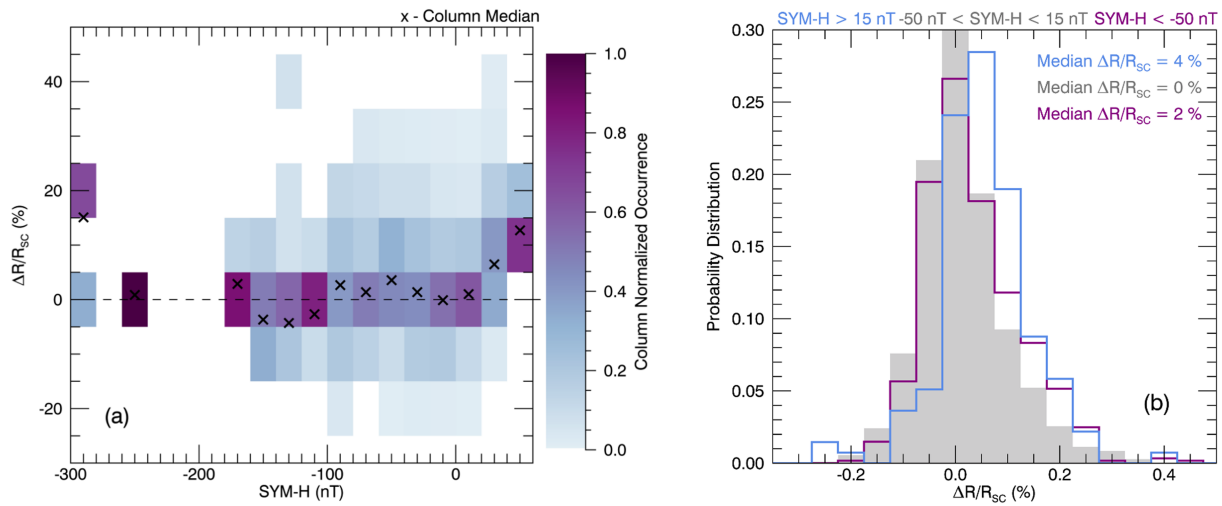 x - Column Median
40
20
0
-20
ΔR/R_SC (%)
(a)
-300
-200
-100
0
SYM-H (nT)
1.0
0.8
0.6
0.4
0.2
0.0
Column Normalized Occurrence
SYM-H > 15 nT -50 nT < SYM-H < 15 nT SYM-H < -50 nT
0.30
0.25
0.20
0.15
0.10
0.05
0.00
Probability Distribution
Median ΔR/R_SC = 4 %
Median ΔR/R_SC = 0 %
Median ΔR/R_SC = 2 %
(b)
-0.2
0.0
0.2
0.4
ΔR/R_SC (%)